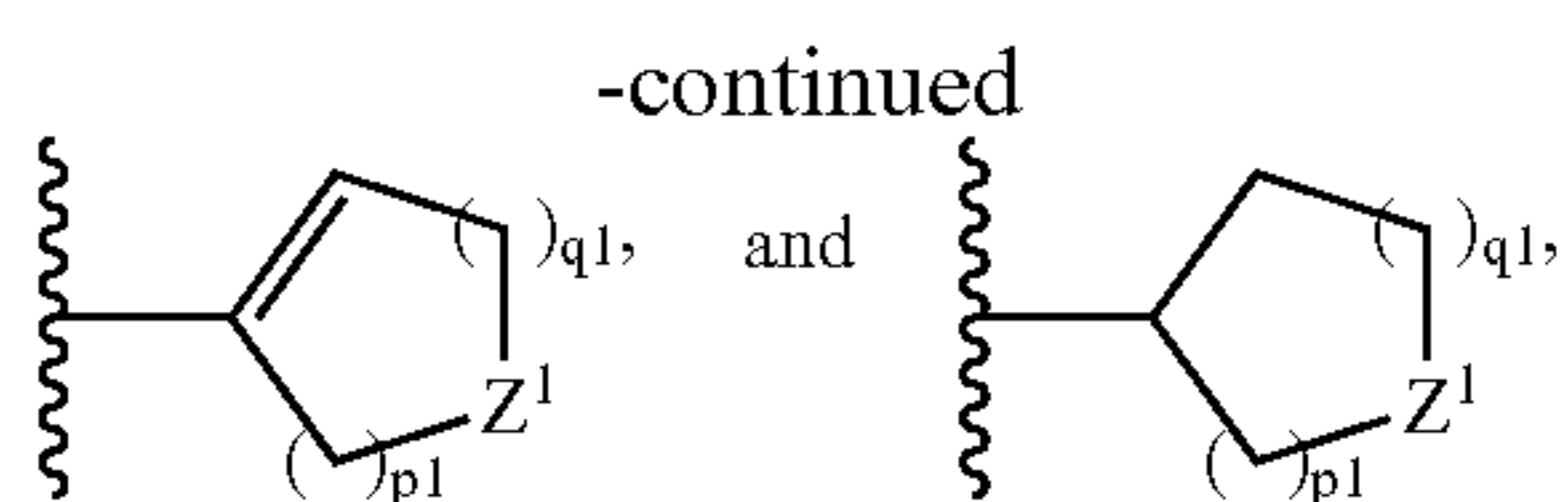 -continued
( )q1, and ( )q1,
Z1 Z1
( )p1 ( )p1